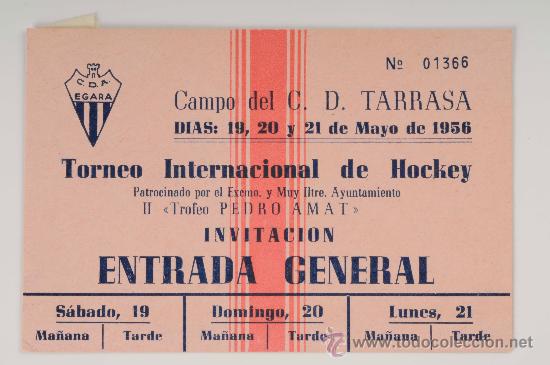 C.D.A.
EGARA
Nº 01366
Campo del C. D. TARRASA
DIAS: 19, 20 y 21 de Mayo de 1956
Torneo Internacional de Hockey
Patrocinado por el Excmo. y Muy Iltre. Ayuntamiento
II «Trofeo PEDRO AMAT»
INVITACION
ENTRADA GENERAL
Sábado, 19 Domingo, 20 Lunes, 21
Mañana Tarde Mañana Tarde Mañana Tarde
todocoleccion
www.todocoleccion.net